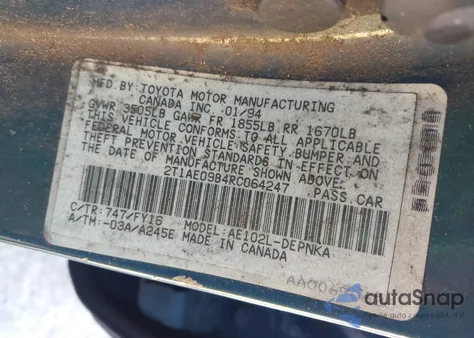 MFD. BY: TOYOTA MOTOR MANUFACTURING
CANADA INC. 01/94
GVWR 3505LB GAWR FR 1855LB RR 1670LB
THIS VEHICLE CONFORMS TO ALL APPLICABLE
FEDERAL MOTOR VEHICLE SAFETY, BUMPER AND
THEFT PREVENTION STANDARDS IN EFFECT ON
THE DATE OF MANUFACTURE SHOWN ABOVE.
2T1AE09B4RC064247 PASS.CAR
C/TR: 747/FY16 MODEL: AE102L-DEPNKA
A/TM: -03A/A245E MADE IN CANADA
autoSnap